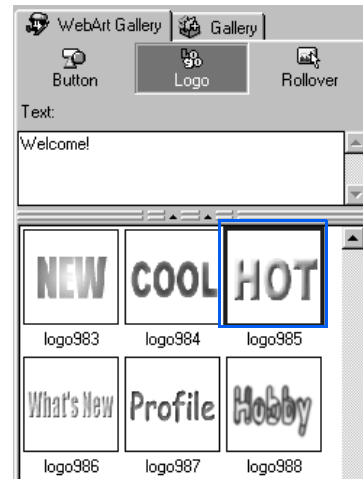 WebArt Gallery Gallery
Button Logo Rollover
Text:
Welcome!
NEW COOL HOT
logo983 logo984 logo985
What's New Profile Hobby
logo986 logo987 logo988